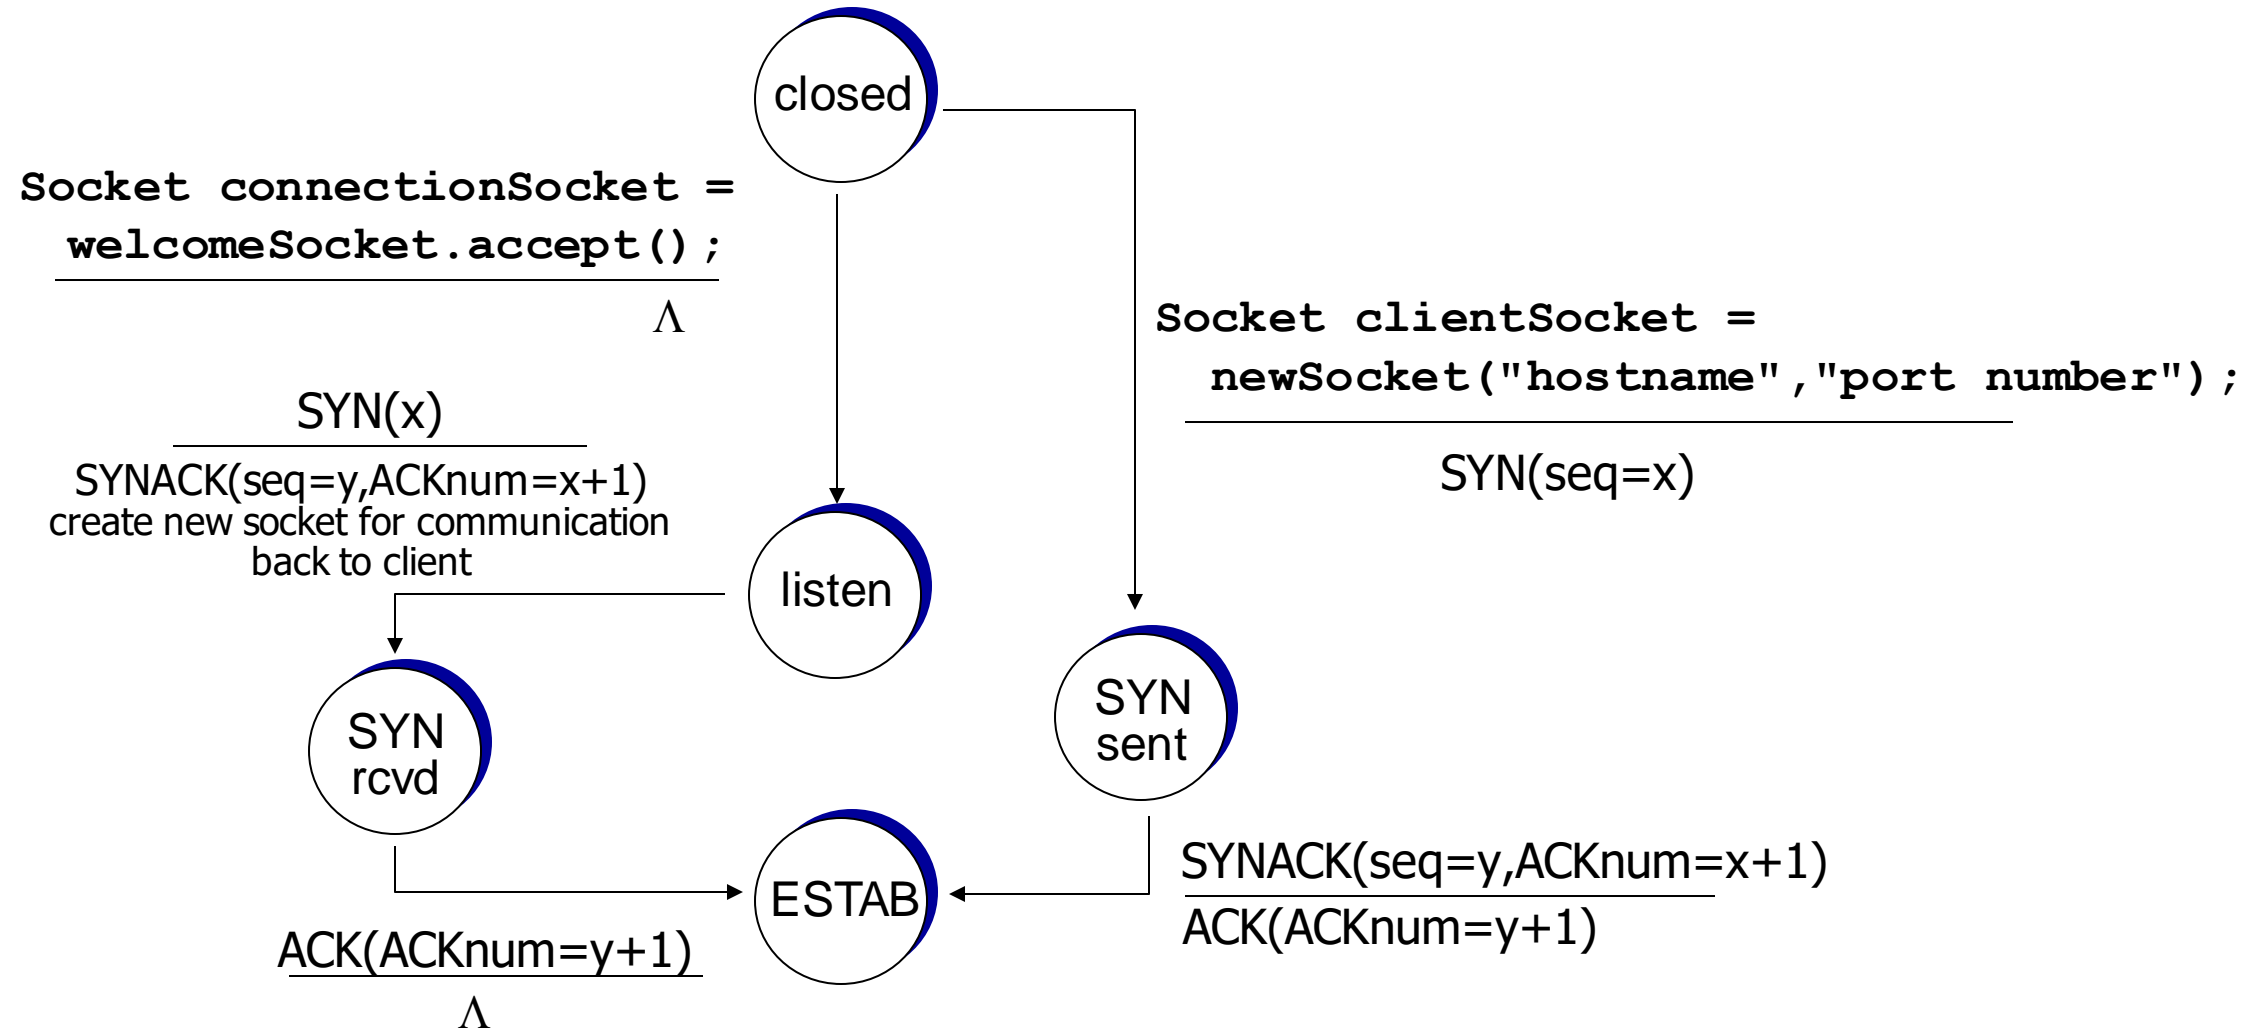 closed
Socket connectionSocket =
welcomeSocket.accept();
Λ
Socket clientSocket =
newSocket("hostname","port number");
SYN(seq=x)
SYN(x)
SYNACK(seq=y,ACKnum=x+1)
create new socket for communication
back to client
listen
SYN
rcvd
SYN
sent
ESTAB
SYNACK(seq=y,ACKnum=x+1)
ACK(ACKnum=y+1)
ACK(ACKnum=y+1)
Λ